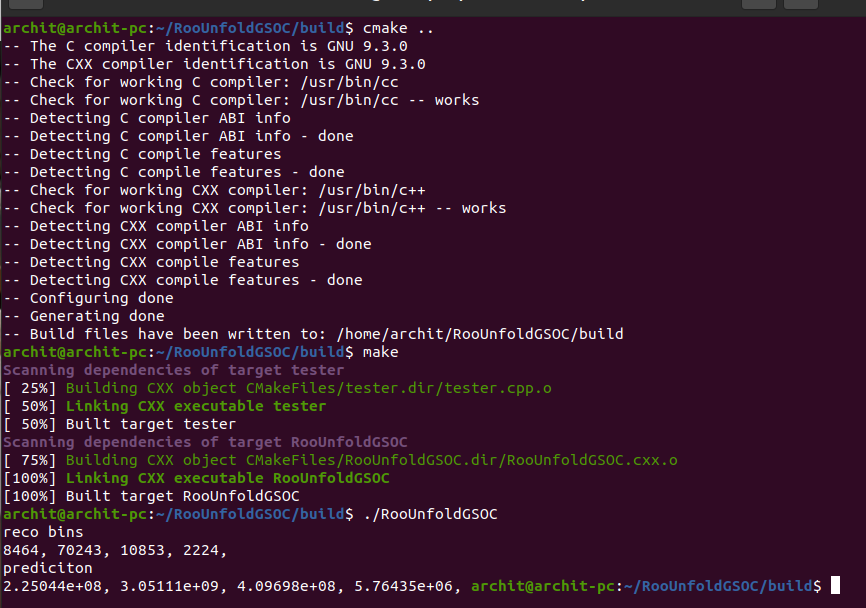 archit@archit-pc:~/RooUnfoldGSOC/build$ cmake ..
-- The C compiler identification is GNU 9.3.0
-- The CXX compiler identification is GNU 9.3.0
-- Check for working C compiler: /usr/bin/cc
-- Check for working C compiler: /usr/bin/cc -- works
-- Detecting C compiler ABI info
-- Detecting C compiler ABI info - done
-- Detecting C compile features
-- Detecting C compile features - done
-- Check for working CXX compiler: /usr/bin/c++
-- Check for working CXX compiler: /usr/bin/c++ -- works
-- Detecting CXX compiler ABI info
-- Detecting CXX compiler ABI info - done
-- Detecting CXX compile features
-- Detecting CXX compile features - done
-- Configuring done
-- Generating done
-- Build files have been written to: /home/archit/RooUnfoldGSOC/build
archit@archit-pc:~/RooUnfoldGSOC/build$ make
Scanning dependencies of target tester
[ 25%] Building CXX object CMakeFiles/tester.dir/tester.cpp.o
[ 50%] Linking CXX executable tester
[ 50%] Built target tester
Scanning dependencies of target RooUnfoldGSOC
[ 75%] Building CXX object CMakeFiles/RooUnfoldGSOC.dir/RooUnfoldGSOC.cxx.o
[100%] Linking CXX executable RooUnfoldGSOC
[100%] Built target RooUnfoldGSOC
archit@archit-pc:~/RooUnfoldGSOC/build$ ./RooUnfoldGSOC
reco bins
8464, 70243, 10853, 2224,
prediciton
2.25044e+08, 3.05111e+09, 4.09698e+08, 5.76435e+06, archit@archit-pc:~/RooUnfoldGSOC/build$